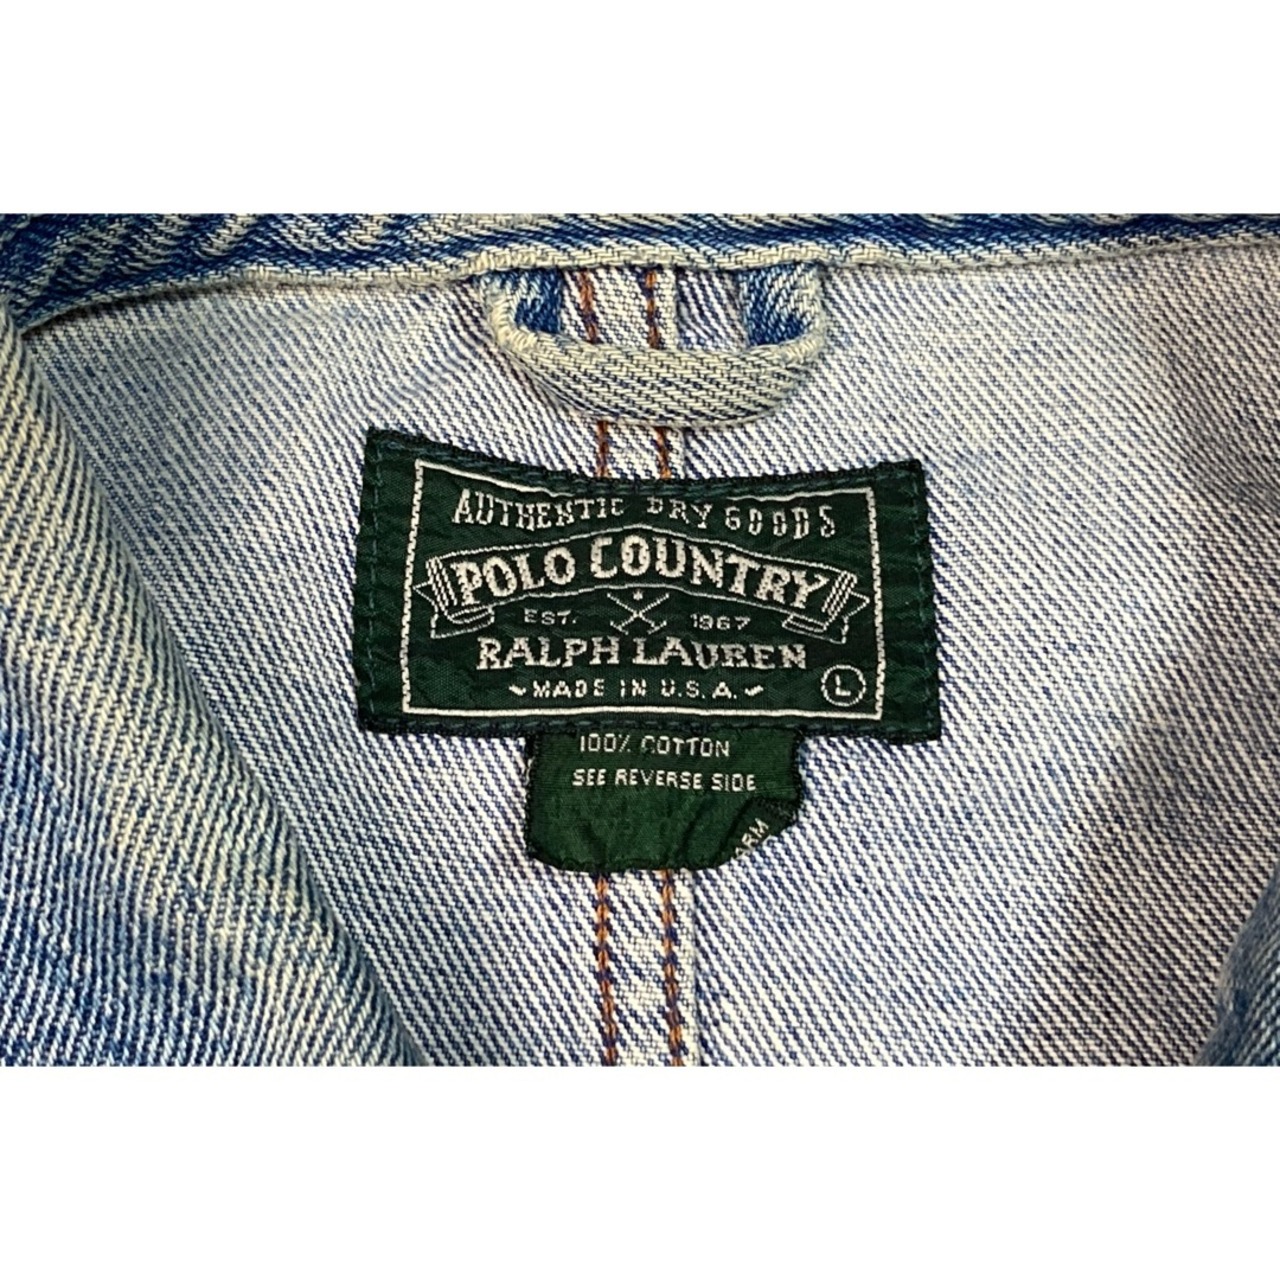 AUTHENTIC DRY GOODS
POLO COUNTRY
EST. 1967
RALPH LAUREN
MADE IN U.S.A. L
100% COTTON
SEE REVERSE SIDE